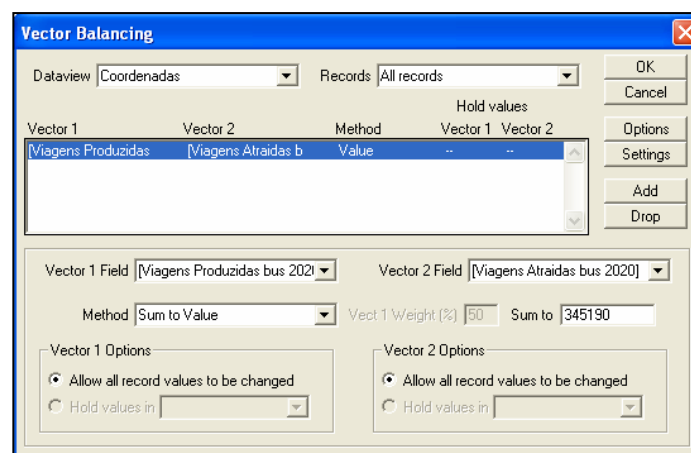 Vector Balancing
Dataview Coordenadas Records All records OK
Cancel
Hold values
Vector 1 Vector 2 Method Vector 1 Vector 2 Options
[Viagens Produzidas [Viagens Atraidas b Value -- -- Settings
Add
Drop
Vector 1 Field [Viagens Produzidas bus 202 Vector 2 Field [Viagens Atraidas bus 2020]
Method Sum to Value Vect 1 Weight (%) 50 Sum to 345190
Vector 1 Options Vector 2 Options
Allow all record values to be changed Allow all record values to be changed
Hold values in Hold values in